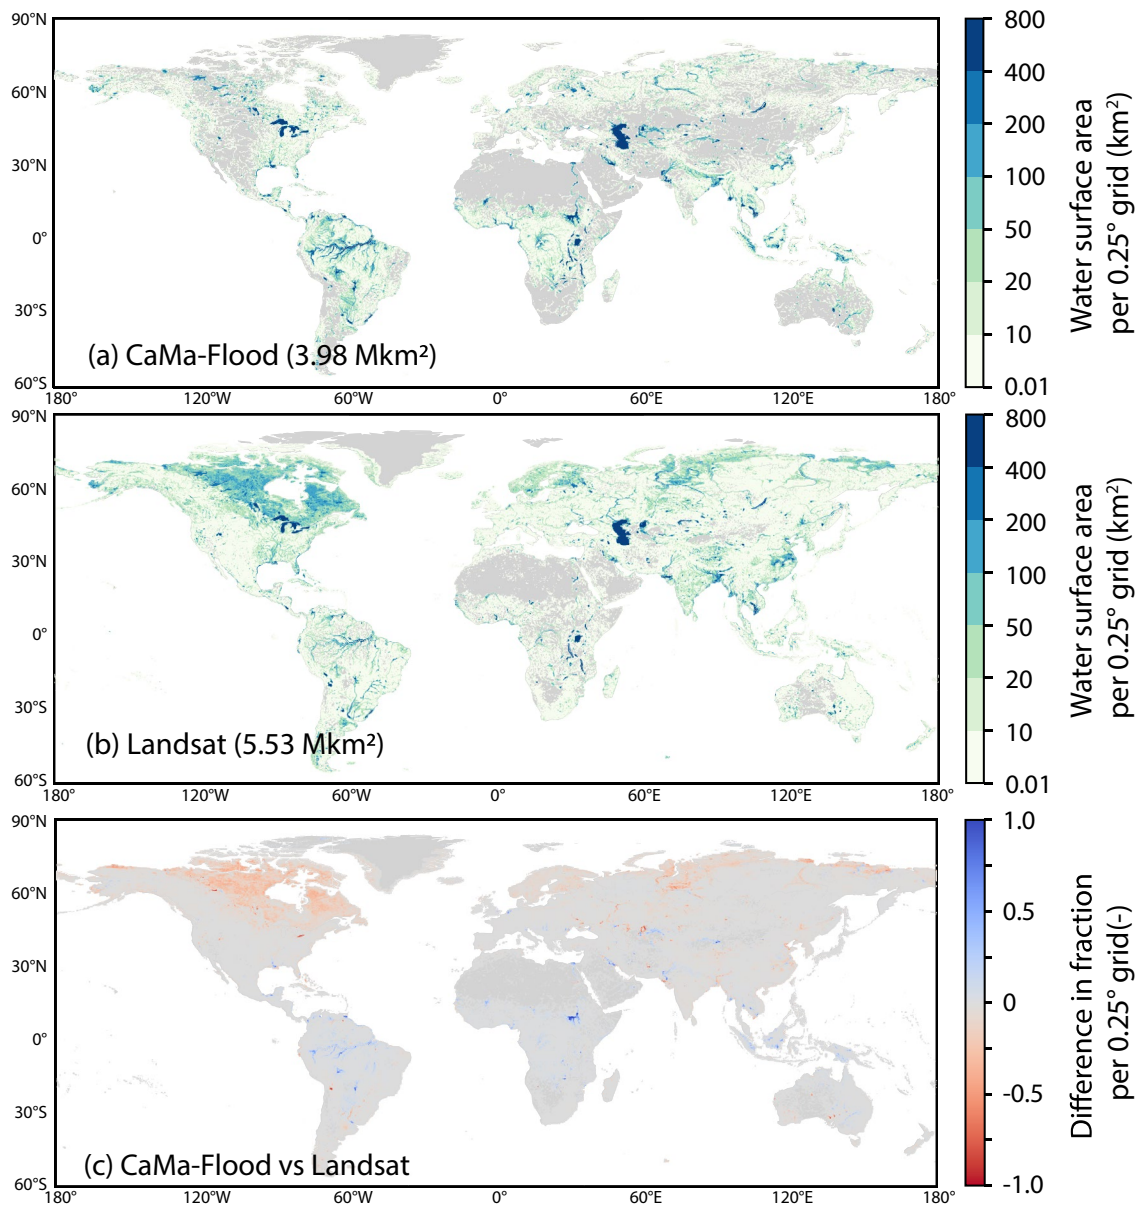 90°N
60°N
30°N
0°
30°S
60°S
180°
120°W
60°W
0°
60°E
120°E
180°
(a) CaMa-Flood (3.98 Mkm²)
800
400
200
100
50
20
10
0.01
Water surface area
per 0.25° grid (km²)
90°N
60°N
30°N
0°
30°S
60°S
180°
120°W
60°W
0°
60°E
120°E
180°
(b) Landsat (5.53 Mkm²)
800
400
200
100
50
20
10
0.01
Water surface area
per 0.25° grid (km²)
90°N
60°N
30°N
0°
30°S
60°S
180°
120°W
60°W
0°
60°E
120°E
180°
(c) CaMa-Flood vs Landsat
1.0
0.5
0
-0.5
-1.0
Difference in fraction
per 0.25° grid(-)